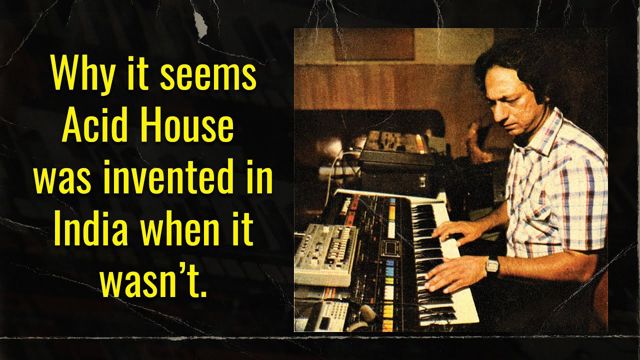 Why it seems
Acid House
was invented in
India when it
wasn’t.